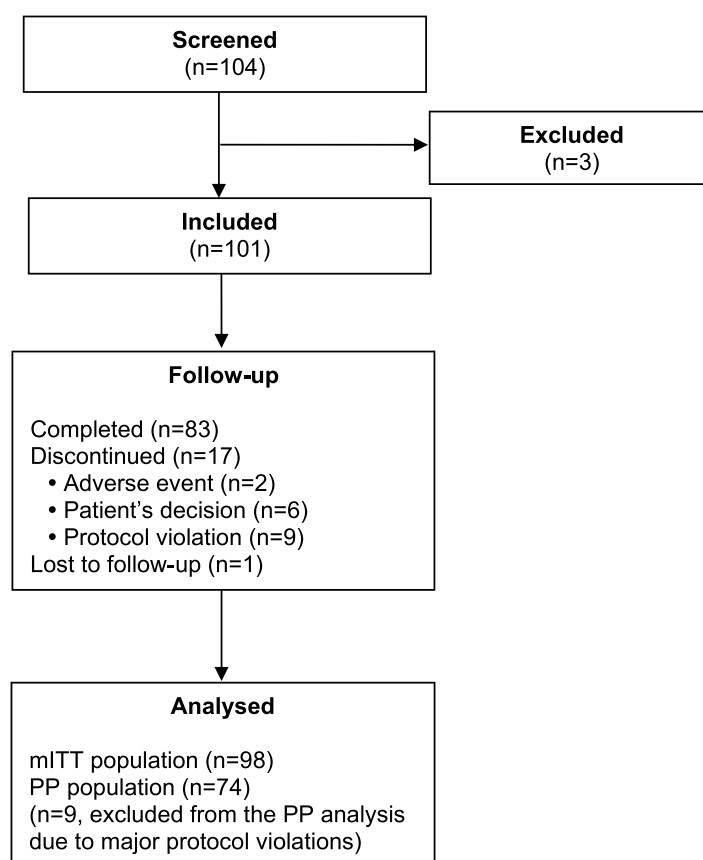 Screened
(n=104)
Excluded
(n=3)
Included
(n=101)
Follow-up
Completed (n=83)
Discontinued (n=17)
• Adverse event (n=2)
• Patient’s decision (n=6)
• Protocol violation (n=9)
Lost to follow-up (n=1)
Analysed
mITT population (n=98)
PP population (n=74)
(n=9, excluded from the PP analysis
due to major protocol violations)